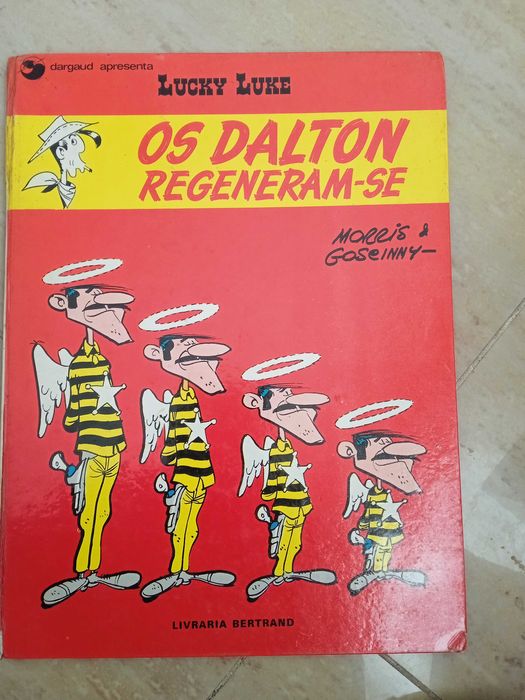 dargaud apresenta
LUCKY LUKE
OS DALTON
REGENERAM-SE
MORRIS &
GOSCINNY
LIVRARIA BERTRAND